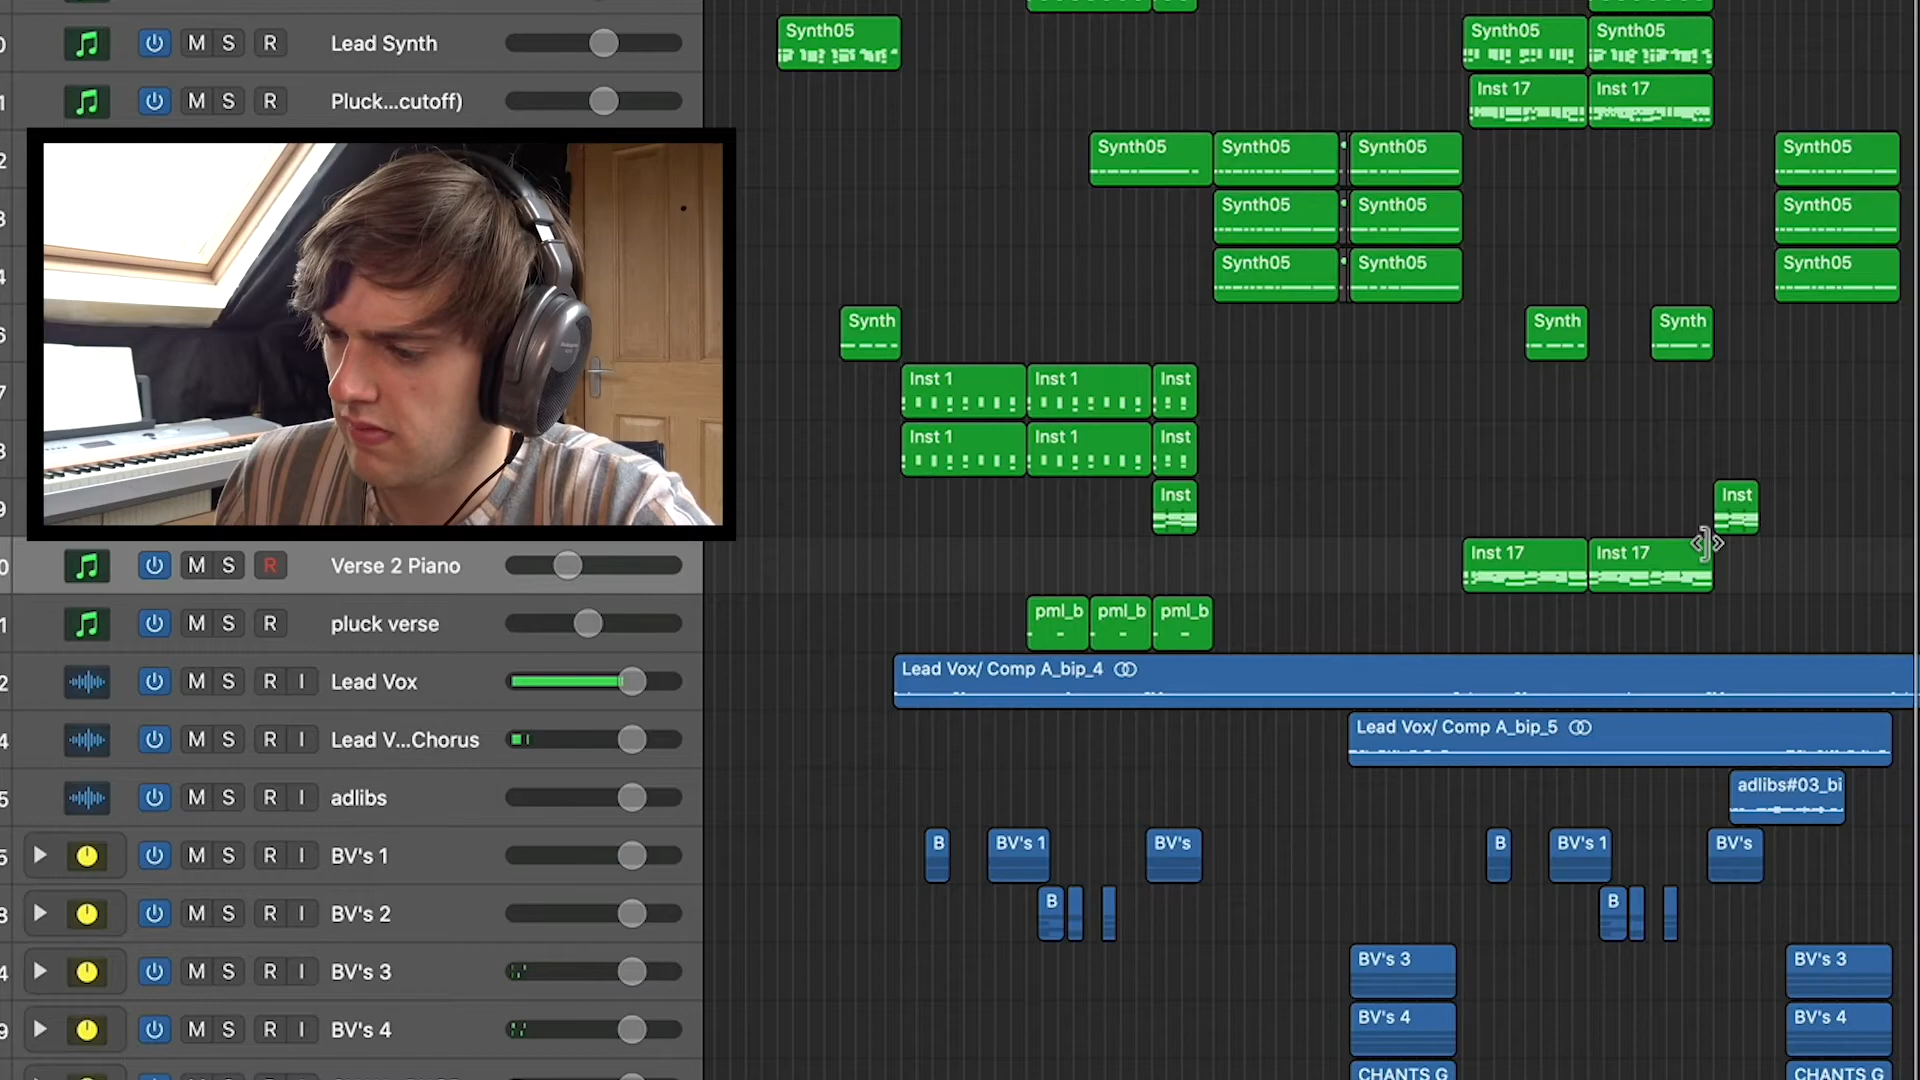 M S R Lead Synth Synth05 Synth05 Synth05
M S R Pluck...cutoff) Inst 17 Inst 17
Synth05 Synth05 Synth05 Synth05
Synth05 Synth05 Synth05
Synth05 Synth05 Synth05
Synth Synth Synth
Inst 1 Inst 1 Inst
Inst 1 Inst 1 Inst
Inst Inst
M S R Verse 2 Piano Inst 17 Inst 17
M S R pluck verse pml_b pml_b pml_b
M S R I Lead Vox Lead Vox/ Comp A_bip_4
M S R I Lead V...Chorus Lead Vox/ Comp A_bip_5
M S R I adlibs adlibs#03_bi
M S R I BV's 1 B BV's 1 BV's B BV's 1 BV's
M S R I BV's 2 B B
M S R I BV's 3 BV's 3 BV's 3
M S R I BV's 4 BV's 4 BV's 4
CHANTS G CHANTS G